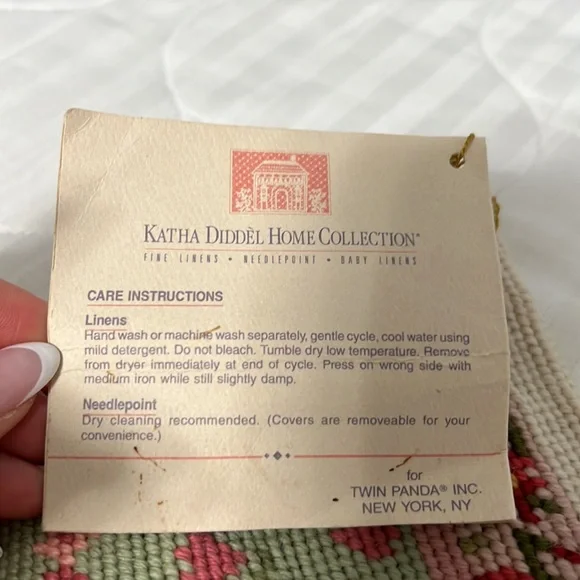 KATHA DIDDÈL HOME COLLECTION™
FINE LINENS • NEEDLEPOINT • BABY LINENS
CARE INSTRUCTIONS
Linens
Hand wash or machine wash separately, gentle cycle, cool water using
mild detergent. Do not bleach. Tumble dry low temperature. Remove
from dryer immediately at end of cycle. Press on wrong side with
medium iron while still slightly damp.
Needlepoint
Dry cleaning recommended. (Covers are removeable for your
convenience.)
for
TWIN PANDA® INC.
NEW YORK, NY